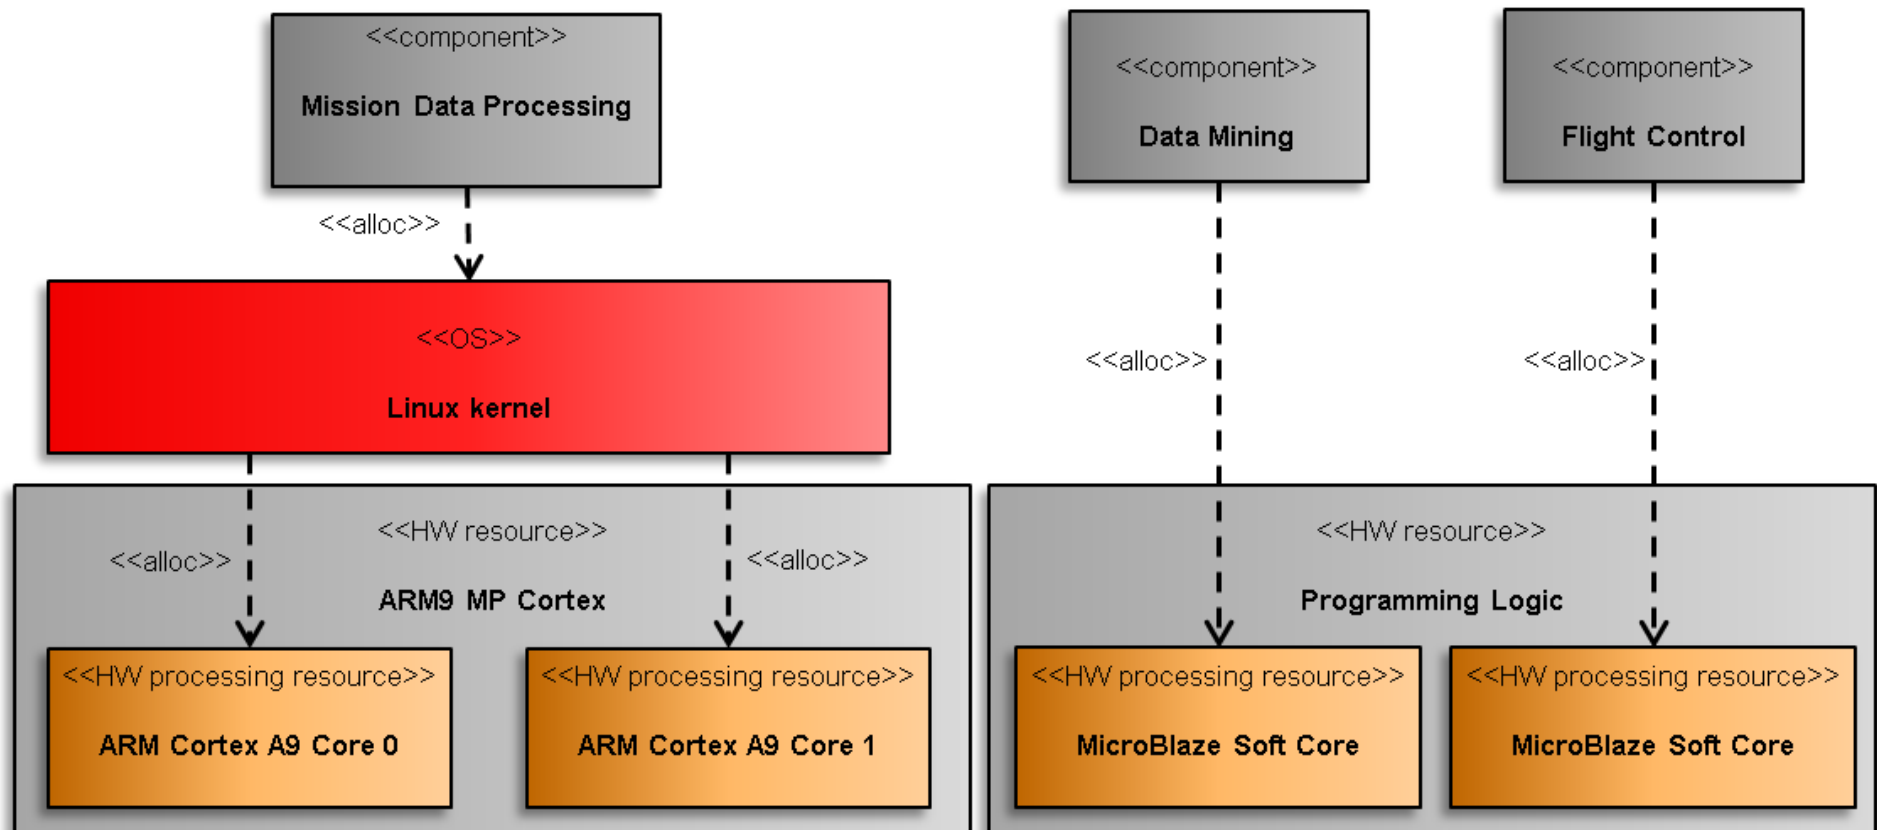 <<component>>
Mission Data Processing
<<component>>
Data Mining
<<component>>
Flight Control
<<alloc>>
<<OS>>
Linux kernel
<<alloc>>
<<alloc>>
<<HW resource>>
<<alloc>>
<<alloc>>
ARM9 MP Cortex
<<HW resource>>
Programming Logic
<<HW processing resource>>
ARM Cortex A9 Core 0
<<HW processing resource>>
ARM Cortex A9 Core 1
<<HW processing resource>>
MicroBlaze Soft Core
<<HW processing resource>>
MicroBlaze Soft Core